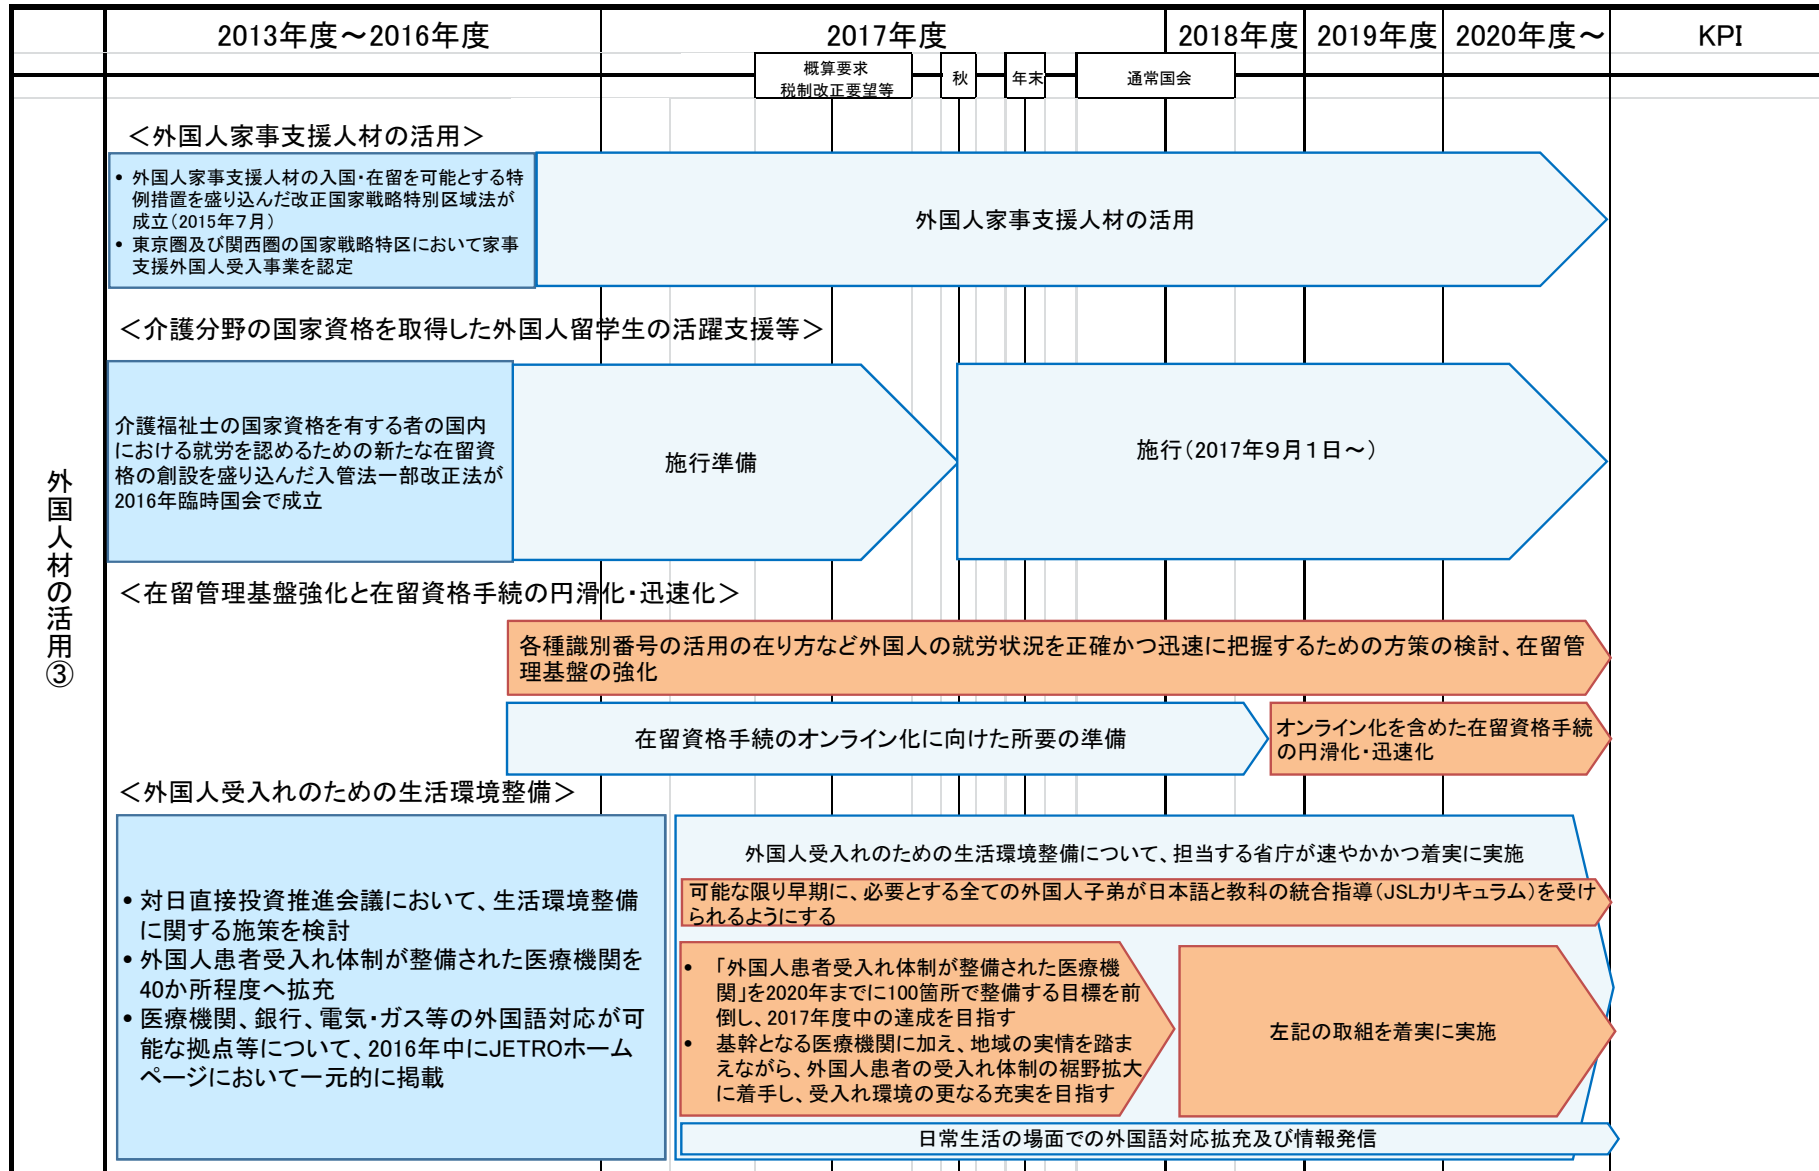 2013年度～2016年度
2017年度
2018年度
2019年度
2020年度～
KPI
概算要求
税制改正要望等
秋
年末
通常国会
外国人材の活用③
＜外国人家事支援人材の活用＞
• 外国人家事支援人材の入国・在留を可能とする特
例措置を盛り込んだ改正国家戦略特別区域法が
成立（2015年７月）
• 東京圏及び関西圏の国家戦略特区において家事
支援外国人受入事業を認定
外国人家事支援人材の活用
＜介護分野の国家資格を取得した外国人留学生の活躍支援等＞
介護福祉士の国家資格を有する者の国内
における就労を認めるための新たな在留資
格の創設を盛り込んだ入管法一部改正法が
2016年臨時国会で成立
施行準備
施行（2017年９月１日～）
＜在留管理基盤強化と在留資格手続の円滑化・迅速化＞
各種識別番号の活用の在り方など外国人の就労状況を正確かつ迅速に把握するための方策の検討、在留管
理基盤の強化
在留資格手続のオンライン化に向けた所要の準備
オンライン化を含めた在留資格手続
の円滑化・迅速化
＜外国人受入れのための生活環境整備＞
• 対日直接投資推進会議において、生活環境整備
に関する施策を検討
• 外国人患者受入れ体制が整備された医療機関を
40か所程度へ拡充
• 医療機関、銀行、電気・ガス等の外国語対応が可
能な拠点等について、2016年中にJETROホーム
ページにおいて一元的に掲載
外国人受入れのための生活環境整備について、担当する省庁が速やかかつ着実に実施
可能な限り早期に、必要とする全ての外国人子弟が日本語と教科の統合指導（JSLカリキュラム）を受け
られるようにする
• 「外国人患者受入れ体制が整備された医療機
関」を2020年までに100箇所で整備する目標を前
倒し、2017年度中の達成を目指す
• 基幹となる医療機関に加え、地域の実情を踏ま
えながら、外国人患者の受入れ体制の裾野拡大
に着手し、受入れ環境の更なる充実を目指す
左記の取組を着実に実施
日常生活の場面での外国語対応拡充及び情報発信